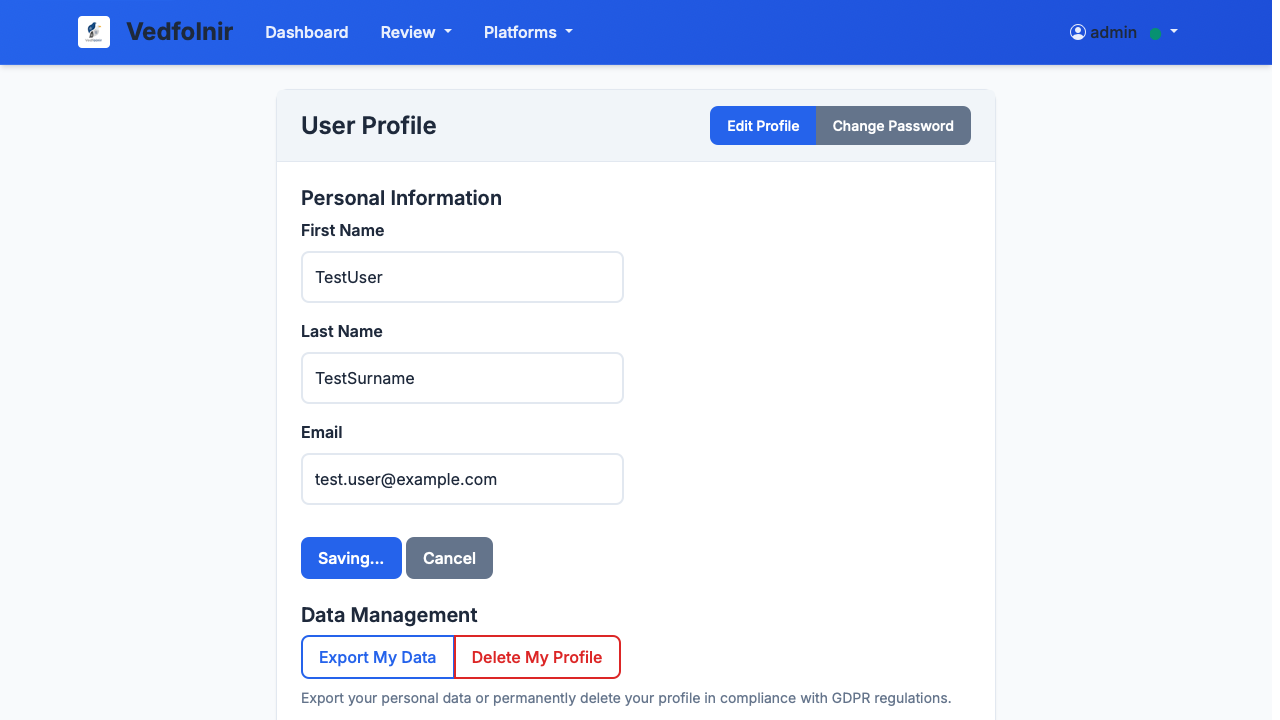 Vedfolnir Dashboard Review Platforms admin
User Profile Edit Profile Change Password
Personal Information
First Name
TestUser
Last Name
TestSurname
Email
test.user@example.com
Saving... Cancel
Data Management
Export My Data Delete My Profile
Export your personal data or permanently delete your profile in compliance with GDPR regulations.